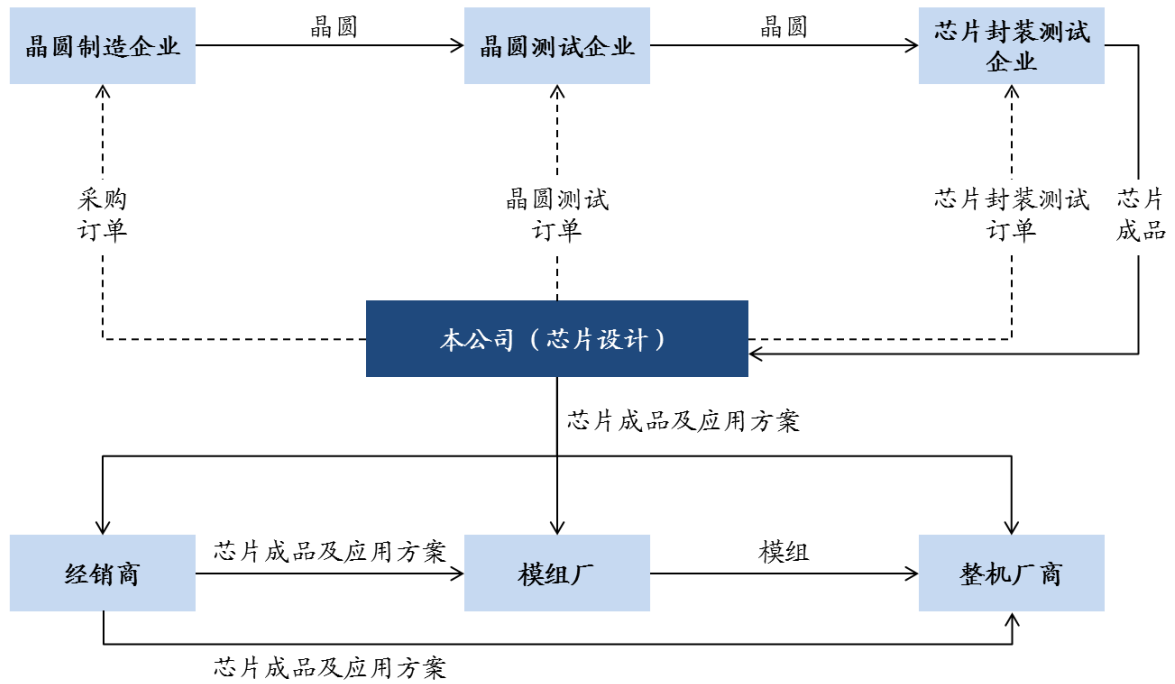 晶圆制造企业
晶圆
晶圆测试企业
晶圆
芯片封装测试
企业
采购
订单
晶圆测试
订单
芯片封装测试
订单
芯片
成品
本公司（芯片设计）
芯片成品及应用方案
经销商
芯片成品及应用方案
模组厂
模组
整机厂商
芯片成品及应用方案